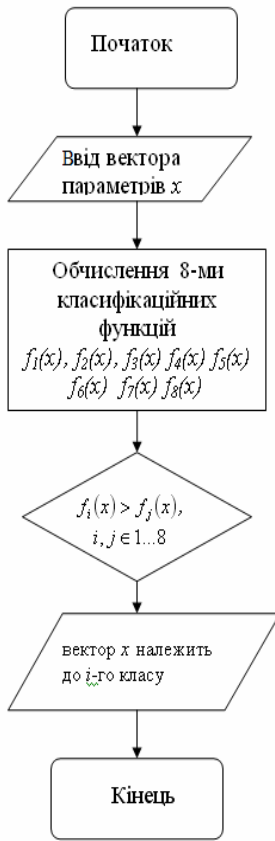 Початок
Ввід вектора
параметрів x
Обчислення 8-ми
класифікаційних
функцій
f₁(x), f₂(x), f₃(x) f₄(x) f₅(x)
f₆(x) f₇(x) f₈(x)
fᵢ(x) > fⱼ(x),
i, j ∈ 1...8
вектор x належить
до i-го класу
Кінець